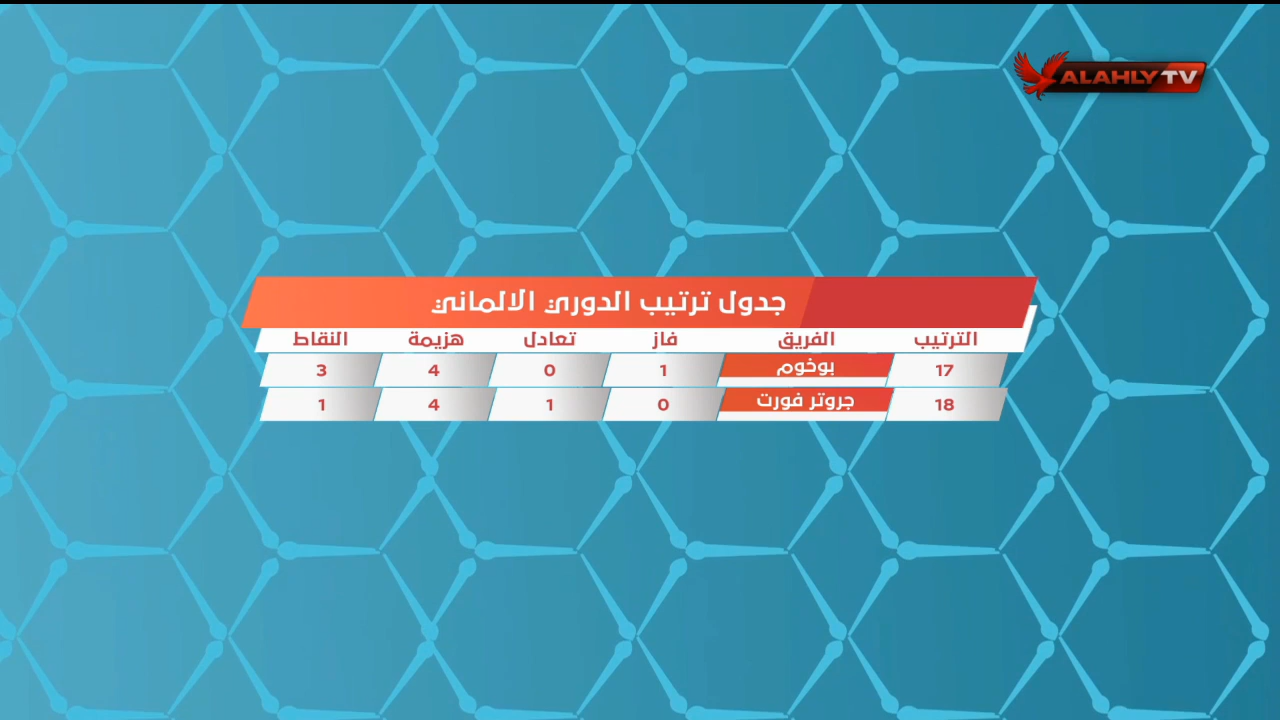 ALAHLY TV
جدول ترتيب الدوري الالماني
الترتيب الفريق فاز تعادل هزيمة النقاط
17 بوخوم 1 0 4 3
18 جروتر فورت 0 1 4 1